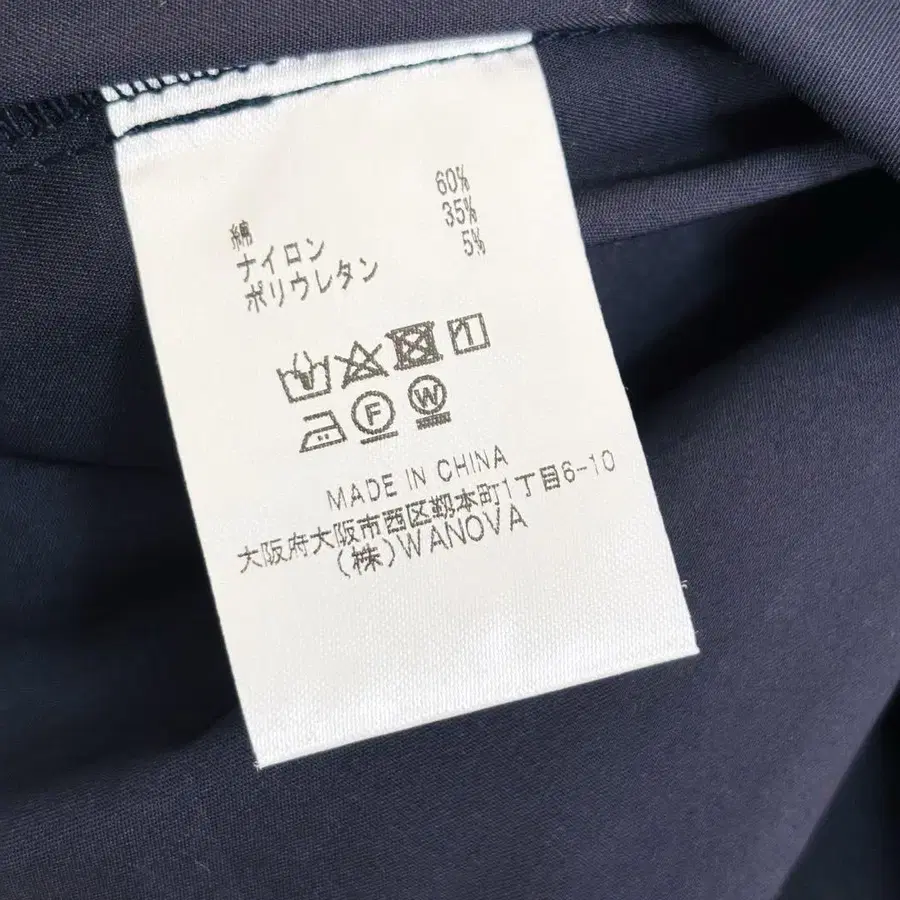 綿 60%
ナイロン 35%
ポリウレタン 5%
F W
MADE IN CHINA
大阪府大阪市西区靱本町1丁目6-10
(株)WANOVA